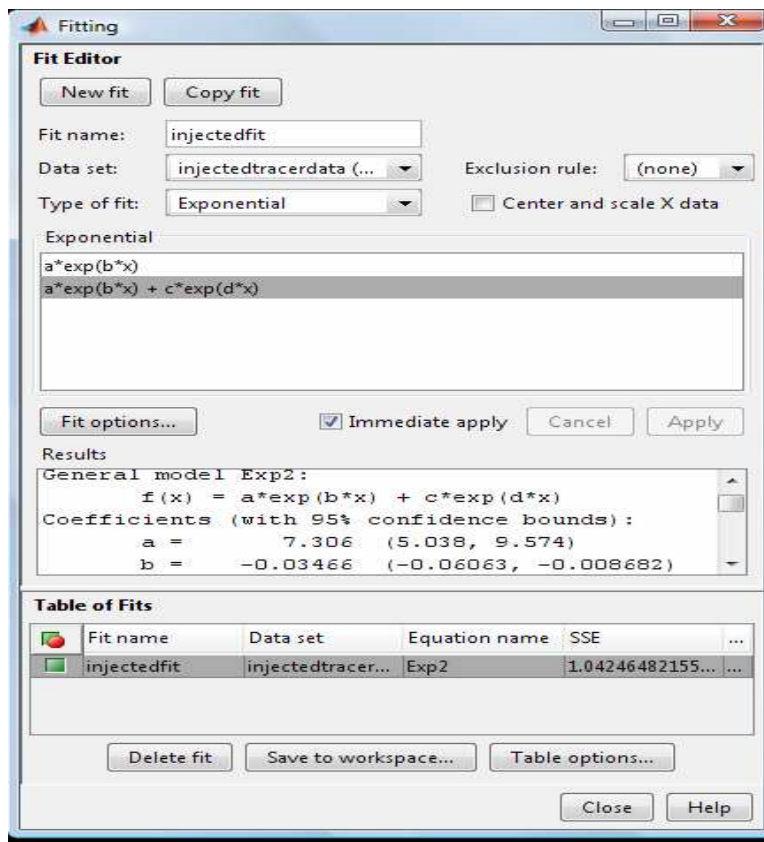 Fitting
Fit Editor
New fit Copy fit
Fit name: injectedfit
Data set: injectedtracerdata (... Exclusion rule: (none)
Type of fit: Exponential Center and scale X data
Exponential
a*exp(b*x)
a*exp(b*x) + c*exp(d*x)
Fit options... Immediate apply Cancel Apply
Results
General model Exp2:
f(x) = a*exp(b*x) + c*exp(d*x)
Coefficients (with 95% confidence bounds):
a = 7.306 (5.038, 9.574)
b = -0.03466 (-0.06063, -0.008682)
Table of Fits
Fit name Data set Equation name SSE ...
injectedfit injectedtracer... Exp2 1.04246482155... ...
Delete fit Save to workspace... Table options...
Close Help